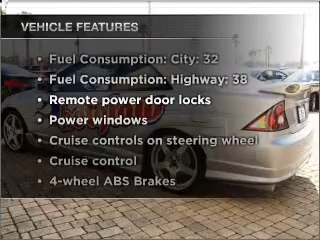 VEHICLE FEATURES
• Fuel Consumption: City: 32
• Fuel Consumption: Highway: 38
• Remote power door locks
• Power windows
• Cruise controls on steering wheel
• Cruise control
• 4-wheel ABS Brakes